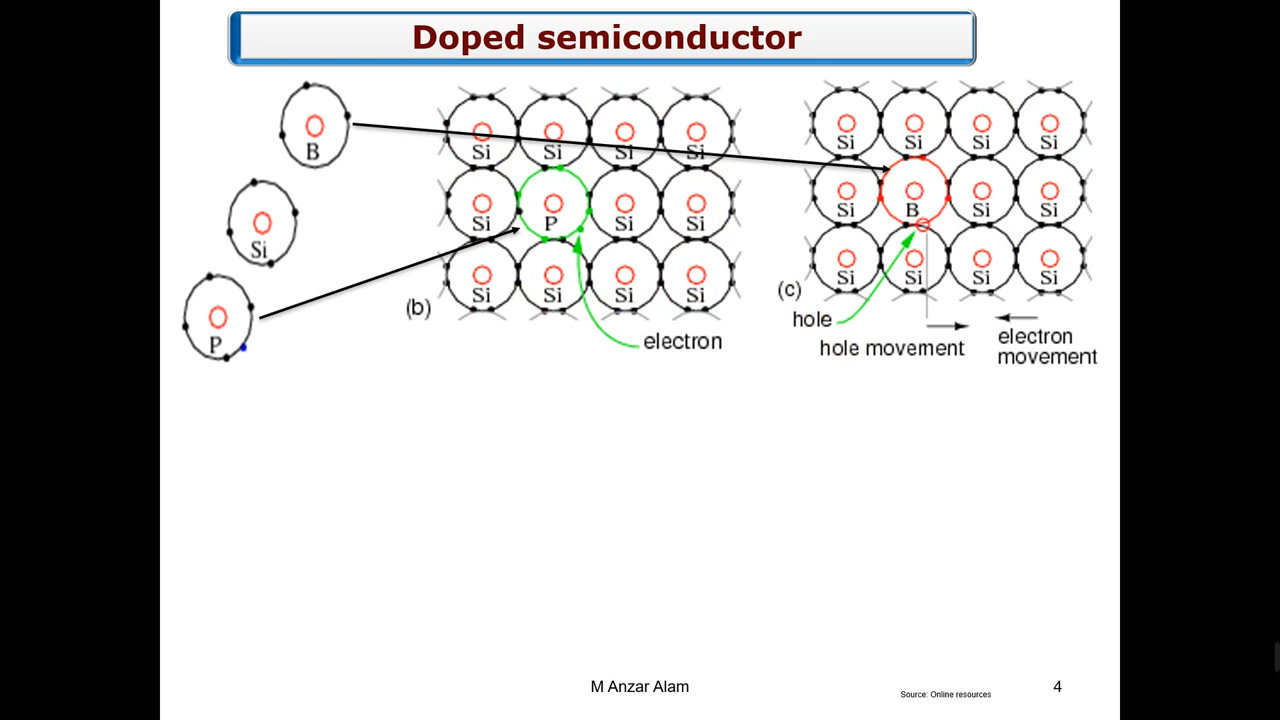 Doped semiconductor
B
Si
P
Si Si Si Si
Si P Si Si
Si Si Si Si
(b)
electron
Si Si Si Si
Si B Si Si
Si Si Si Si
(c)
hole
hole movement
electron
movement
M Anzar Alam
Source: Online resources
4